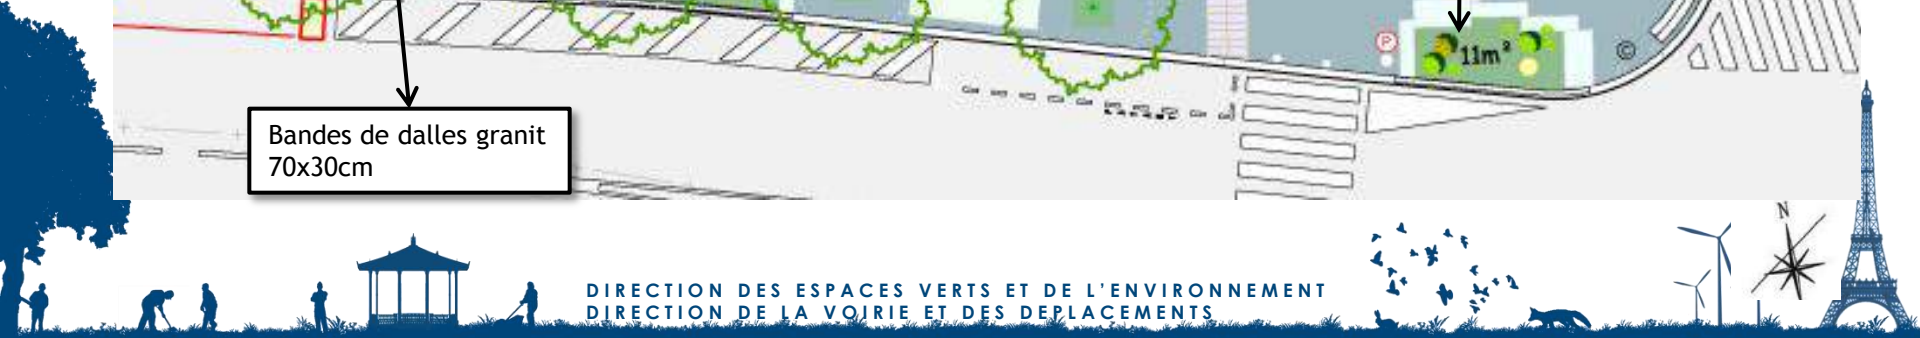 P
11m²
©
Bandes de dalles granit
70x30cm
N
DIRECTION DES ESPACES VERTS ET DE L'ENVIRONNEMENT
DIRECTION DE LA VOIRIE ET DES DEPLACEMENTS